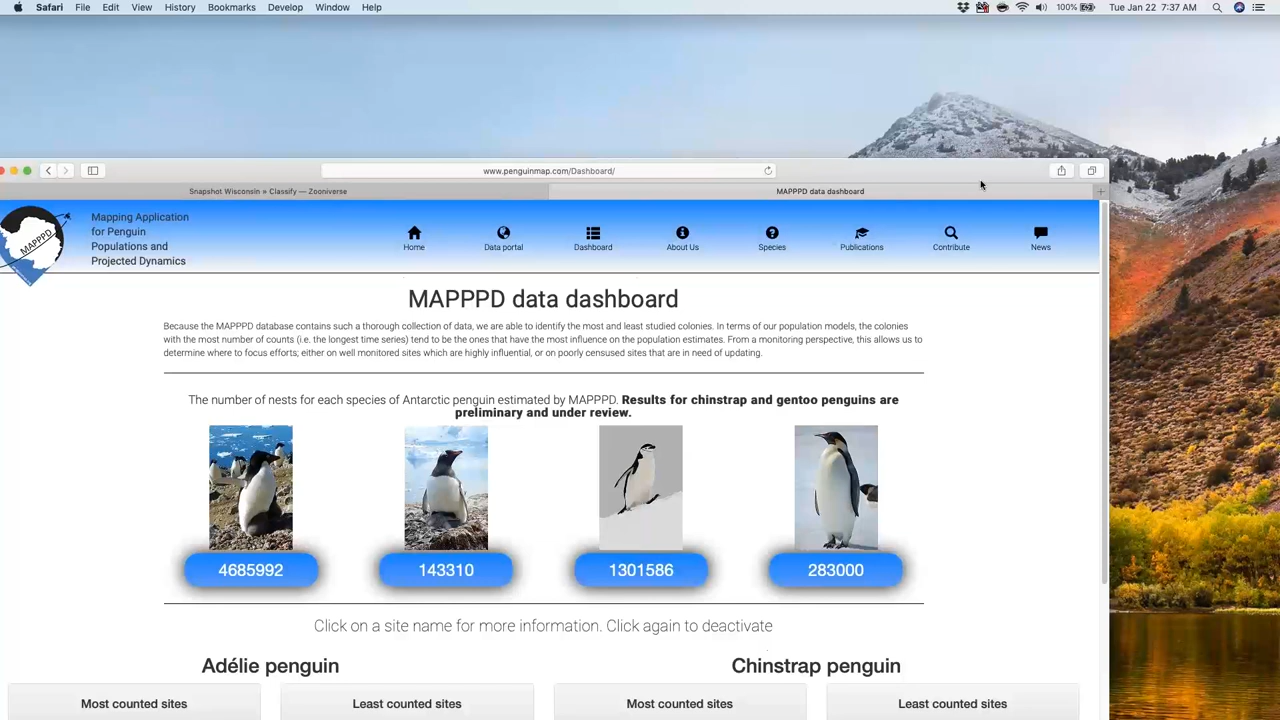 Safari File Edit View History Bookmarks Develop Window Help 100% Tue Jan 22 7:37 AM
www.penguinmap.com/Dashboard/
Snapshot Wisconsin » Classify — Zooniverse
MAPPPD data dashboard
MAPPPD
Mapping Application
for Penguin
Populations and
Projected Dynamics
Home Data portal Dashboard About Us Species Publications Contribute News
MAPPPD data dashboard
Because the MAPPPD database contains such a thorough collection of data, we are able to identify the most and least studied colonies. In terms of our population models, the colonies
with the most number of counts (i.e. the longest time series) tend to be the ones that have the most influence on the population estimates. From a monitoring perspective, this allows us to
determine where to focus efforts; either on well monitored sites which are highly influential, or on poorly censused sites that are in need of updating.
The number of nests for each species of Antarctic penguin estimated by MAPPPD. Results for chinstrap and gentoo penguins are
preliminary and under review.
4685992 143310 1301586 283000
Click on a site name for more information. Click again to deactivate
Adélie penguin
Chinstrap penguin
Most counted sites
Least counted sites
Most counted sites
Least counted sites